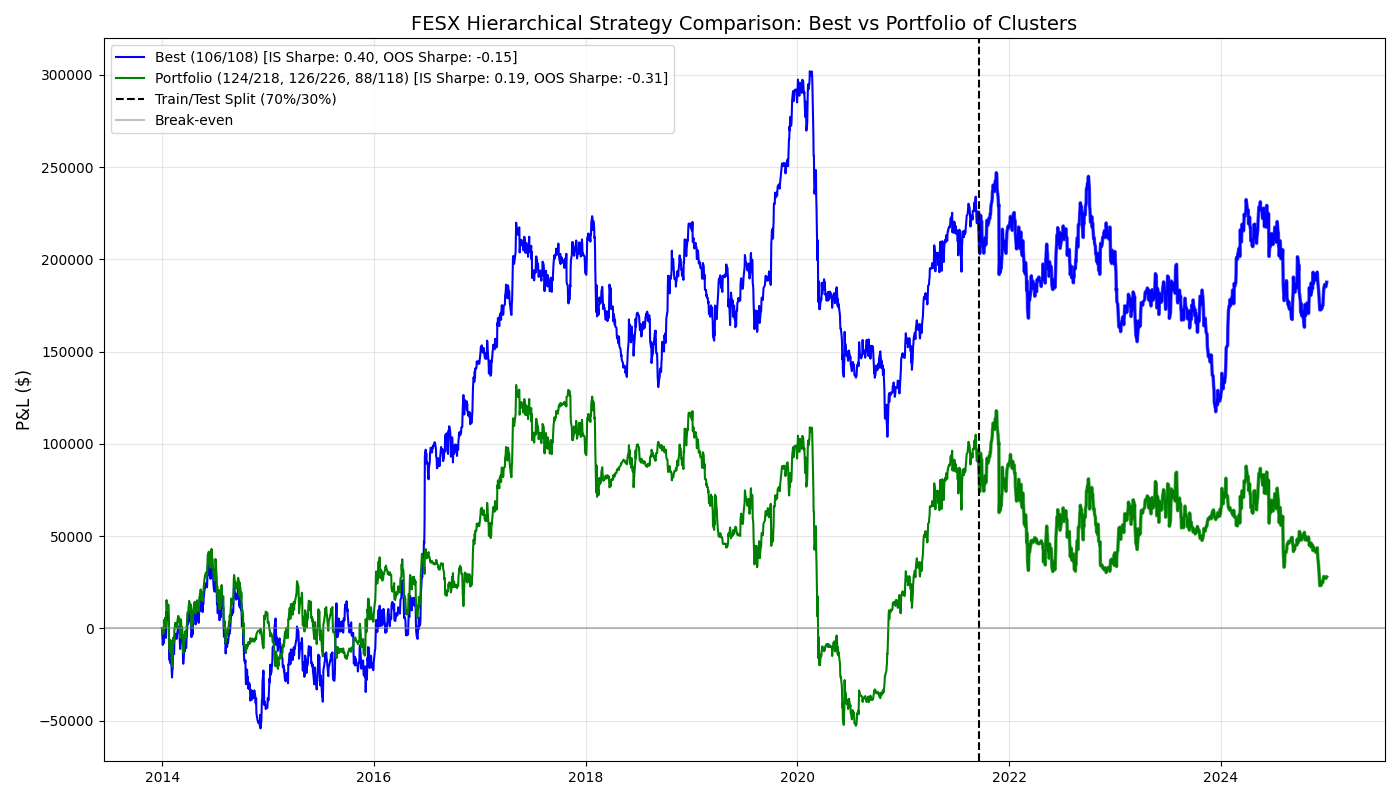 FESX Hierarchical Strategy Comparison: Best vs Portfolio of Clusters
Best (106/108) [IS Sharpe: 0.40, OOS Sharpe: -0.15]
Portfolio (124/218, 126/226, 88/118) [IS Sharpe: 0.19, OOS Sharpe: -0.31]
Train/Test Split (70%/30%)
Break-even
P&L ($)
300000
250000
200000
150000
100000
50000
0
−50000
2014
2016
2018
2020
2022
2024